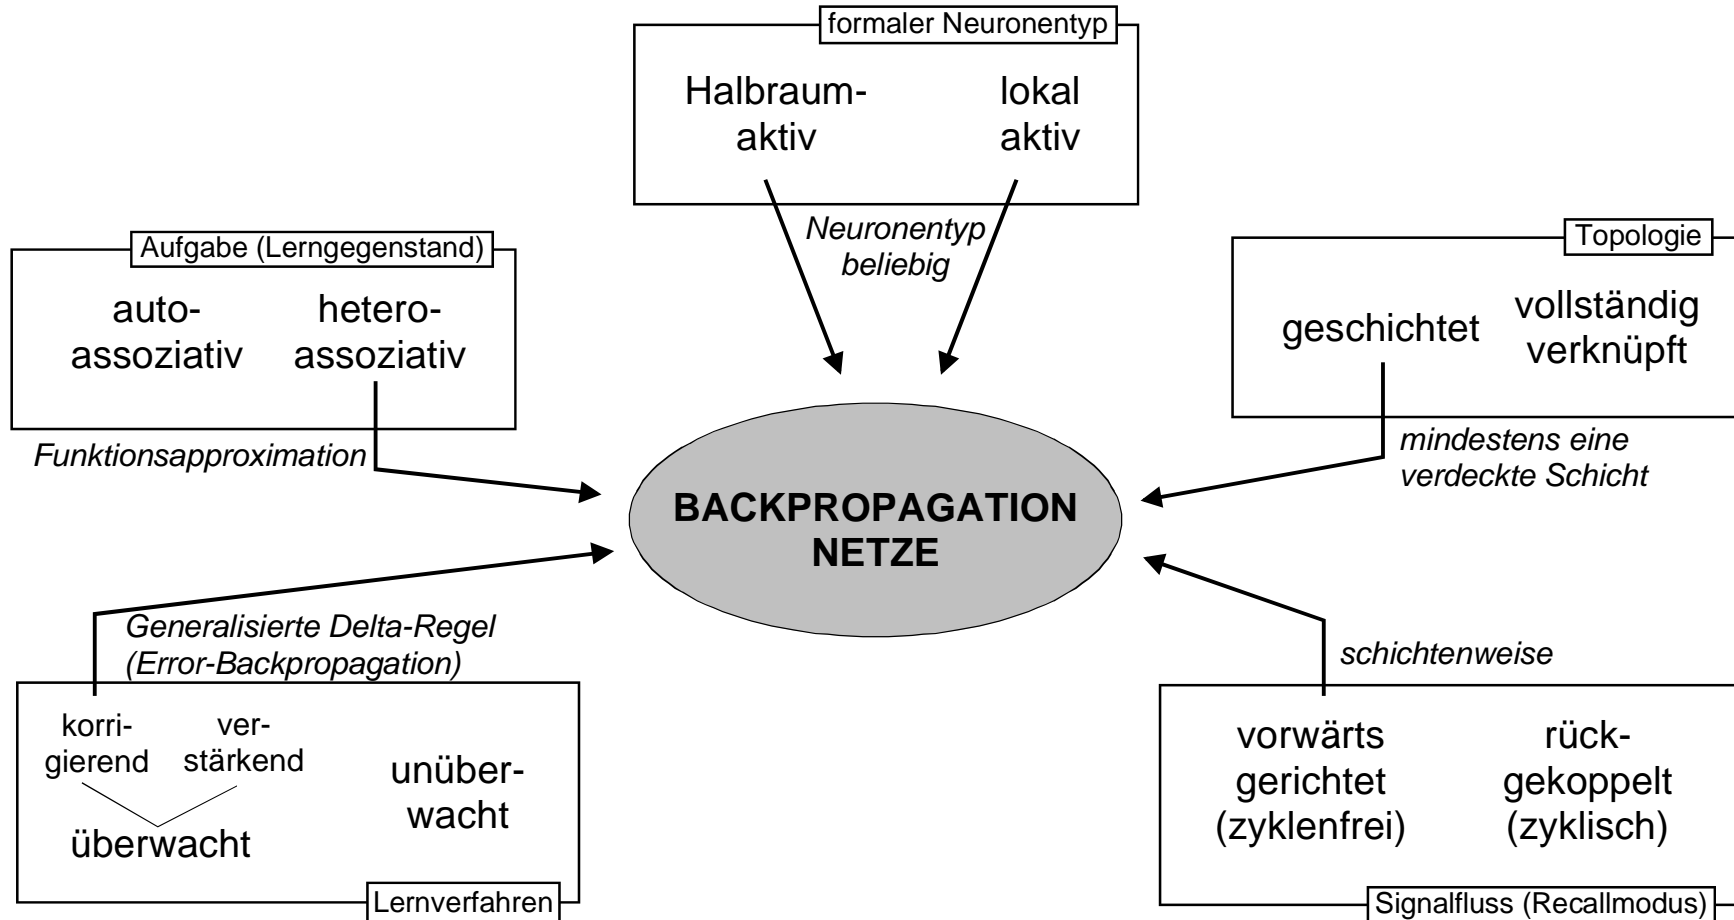 formaler Neuronentyp
Halbraum-
aktiv
lokal
aktiv
Neuronentyp
beliebig
Aufgabe (Lerngegenstand)
auto-
assoziativ
hetero-
assoziativ
Funktionsapproximation
Topologie
geschichtet
vollständig
verknüpft
mindestens eine
verdeckte Schicht
BACKPROPAGATION
NETZE
Generalisierte Delta-Regel
(Error-Backpropagation)
korri-
gierend
ver-
stärkend
überwacht
unüber-
wacht
Lernverfahren
schichtenweise
vorwärts
gerichtet
(zyklenfrei)
rück-
gekoppelt
(zyklisch)
Signalfluss (Recallmodus)